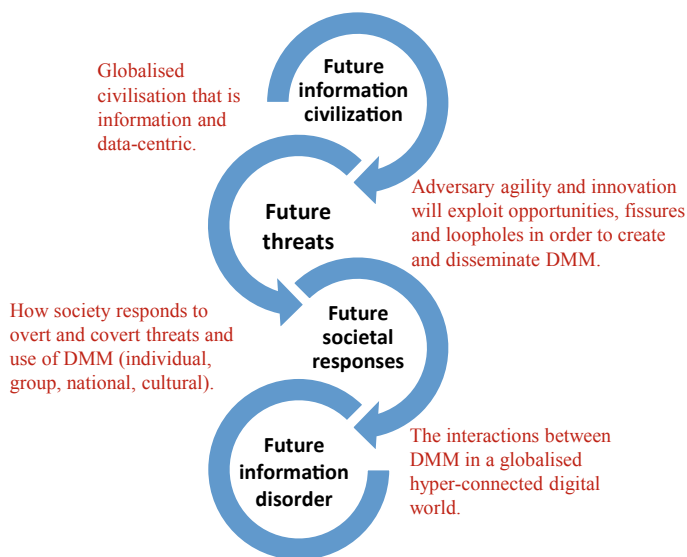 Future
information
civilization
Globalised
civilisation that is
information and
data-centric.
Future
threats
Adversary agility and innovation
will exploit opportunities, fissures
and loopholes in order to create
and disseminate DMM.
Future
societal
responses
How society responds to
overt and covert threats and
use of DMM (individual,
group, national, cultural).
Future
information
disorder
The interactions between
DMM in a globalised
hyper-connected digital
world.